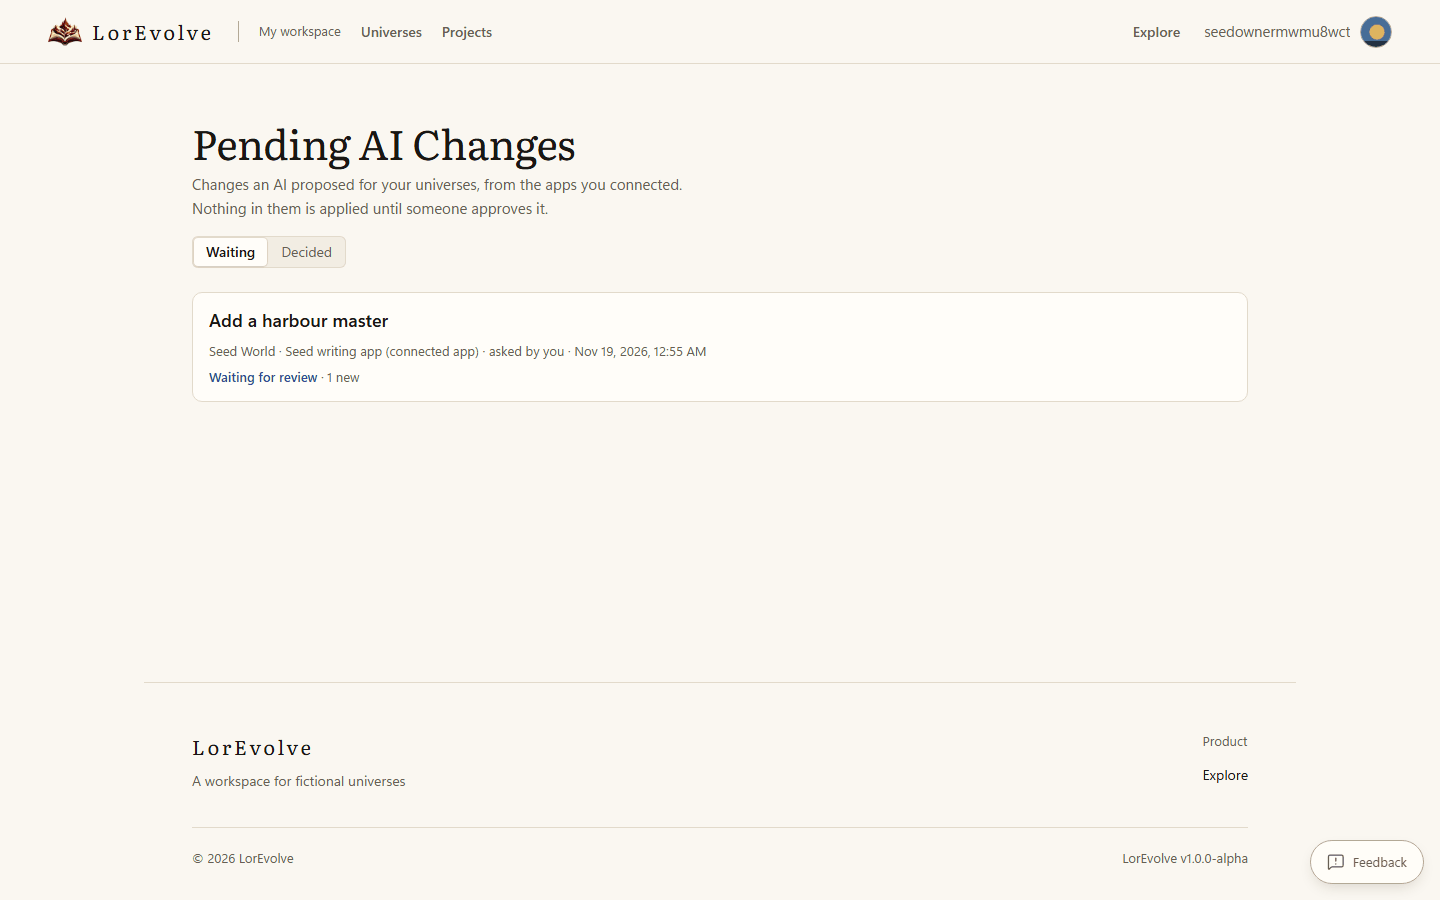 LorEvolve
My workspace
Universes
Projects
Explore
seedownermwmu8wct
Pending AI Changes
Changes an AI proposed for your universes, from the apps you connected.
Nothing in them is applied until someone approves it.
Waiting
Decided
Add a harbour master
Seed World · Seed writing app (connected app) · asked by you · Nov 19, 2026, 12:55 AM
Waiting for review · 1 new
LorEvolve
A workspace for fictional universes
Product
Explore
© 2026 LorEvolve
LorEvolve v1.0.0-alpha
Feedback